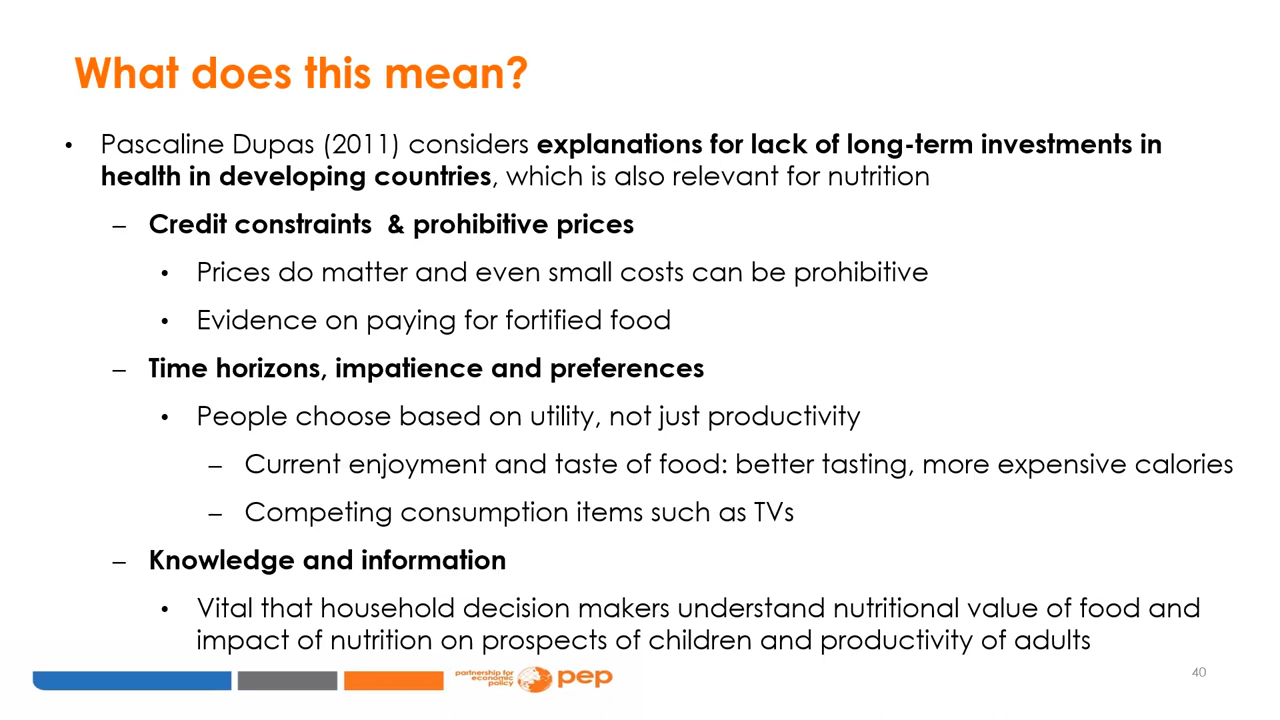 What does this mean?
• Pascaline Dupas (2011) considers explanations for lack of long-term investments in
health in developing countries, which is also relevant for nutrition
– Credit constraints & prohibitive prices
• Prices do matter and even small costs can be prohibitive
• Evidence on paying for fortified food
– Time horizons, impatience and preferences
• People choose based on utility, not just productivity
– Current enjoyment and taste of food: better tasting, more expensive calories
– Competing consumption items such as TVs
– Knowledge and information
• Vital that household decision makers understand nutritional value of food and
impact of nutrition on prospects of children and productivity of adults
partnership for
economic
policy
pep
40